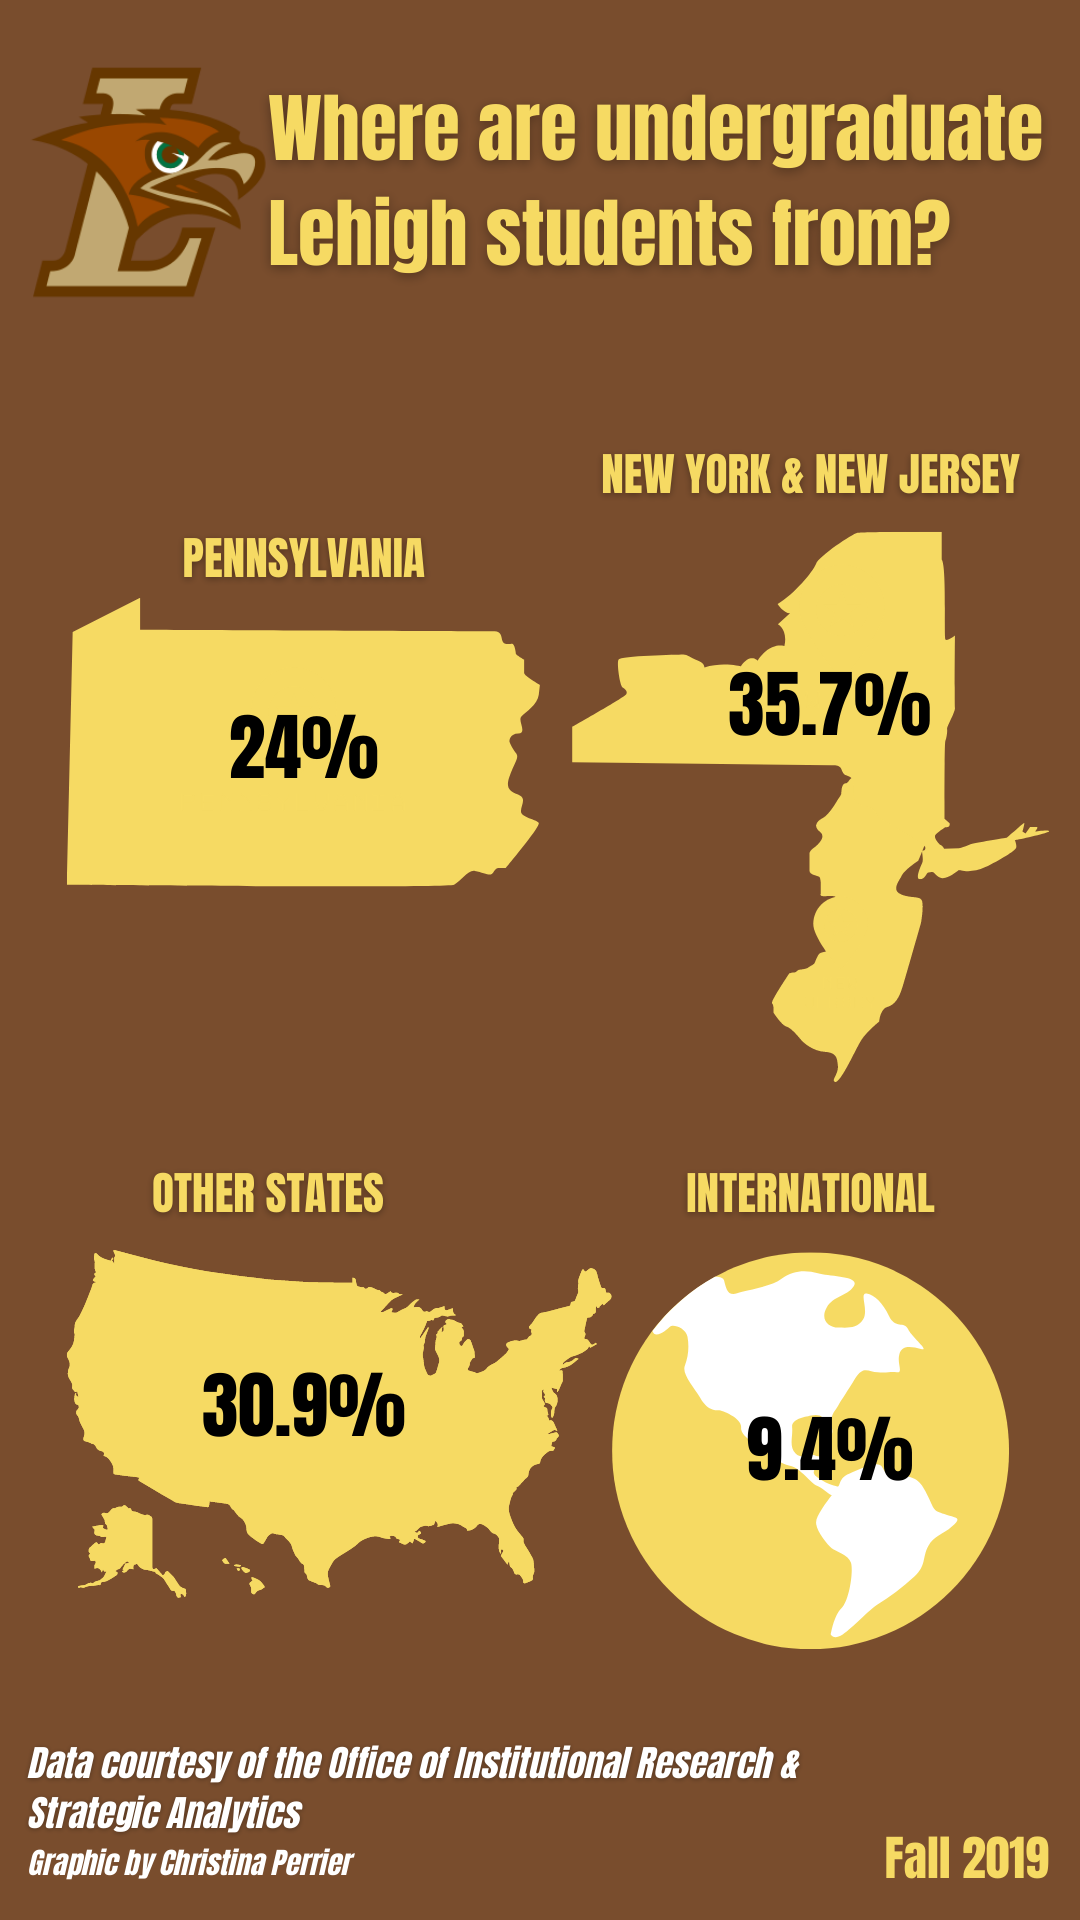 Where are undergraduate
Lehigh students from?
NEW YORK & NEW JERSEY
PENNSYLVANIA
35.7%
24%
OTHER STATES
INTERNATIONAL
30.9%
9.4%
Data courtesy of the Office of Institutional Research &
Strategic Analytics
Graphic by Christina Perrier
Fall 2019